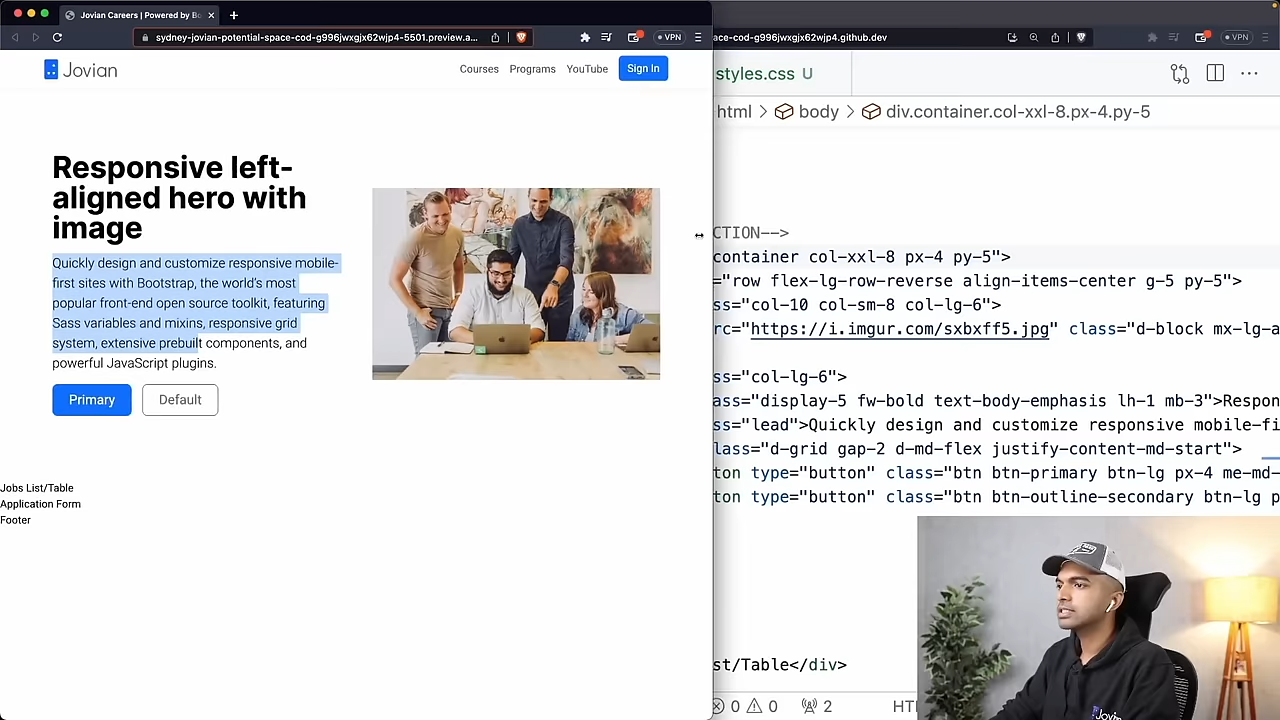 Jovian Careers | Powered by Bo
sydney-jovian-potential-space-cod-g996jwxgjx62wjp4-5501.preview.a...
VPN
ace-cod-g996jwxgjx62wjp4.github.dev
VPN
Jovian
Courses
Programs
YouTube
Sign In
Responsive left-
aligned hero with
image
Quickly design and customize responsive mobile-
first sites with Bootstrap, the world's most
popular front-end open source toolkit, featuring
Sass variables and mixins, responsive grid
system, extensive prebuilt components, and
powerful JavaScript plugins.
Primary
Default
Jobs List/Table
Application Form
Footer
styles.css U
html > body > div.container.col-xxl-8.px-4.py-5
CTION-->
container col-xxl-8 px-4 py-5">
="row flex-lg-row-reverse align-items-center g-5 py-5">
ss="col-10 col-sm-8 col-lg-6">
rc="https://i.imgur.com/sxbxff5.jpg" class="d-block mx-lg-a
ss="col-lg-6">
ass="display-5 fw-bold text-body-emphasis lh-1 mb-3">Respon
ss="lead">Quickly design and customize responsive mobile-fi
lass="d-grid gap-2 d-md-flex justify-content-md-start">
ton type="button" class="btn btn-primary btn-lg px-4 me-md-
ton type="button" class="btn btn-outline-secondary btn-lg p
st/Table</div>
0 0 2 HT
Jovian